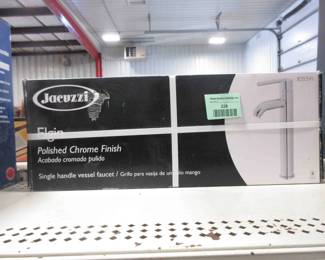 Jacuzzi
Elgin
Polished Chrome Finish
Acabado cromado pulido
Single handle vessel faucet / Grifo para vasija de un solo mango